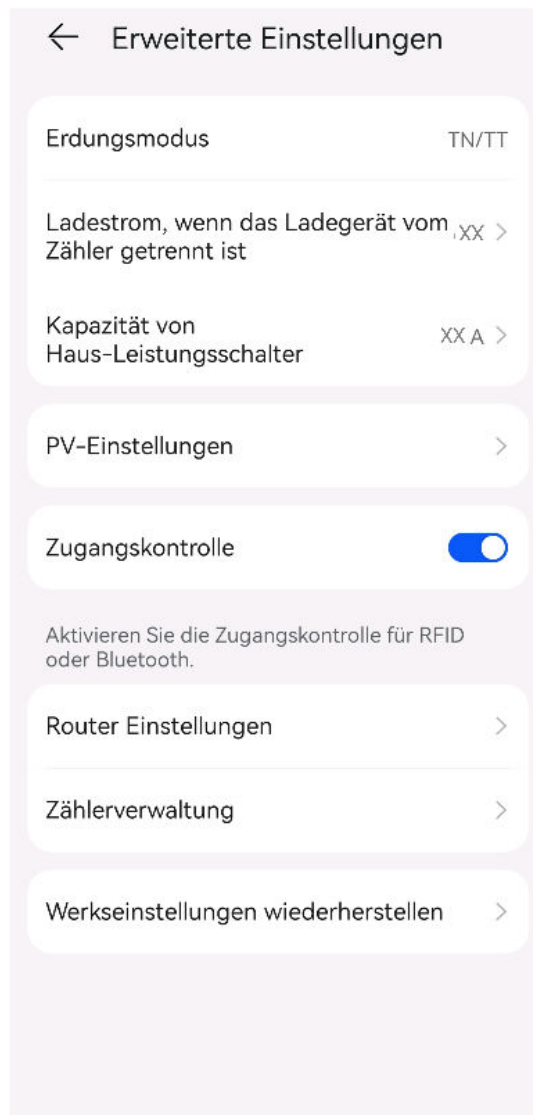 Erweiterte Einstellungen
Erdungsmodus TN/TT
Ladestrom, wenn das Ladegerät vom
Zähler getrennt ist XX
Kapazität von
Haus-Leistungsschalter XX A
PV-Einstellungen
Zugangskontrolle
Aktivieren Sie die Zugangskontrolle für RFID
oder Bluetooth.
Router Einstellungen
Zählerverwaltung
Werkseinstellungen wiederherstellen